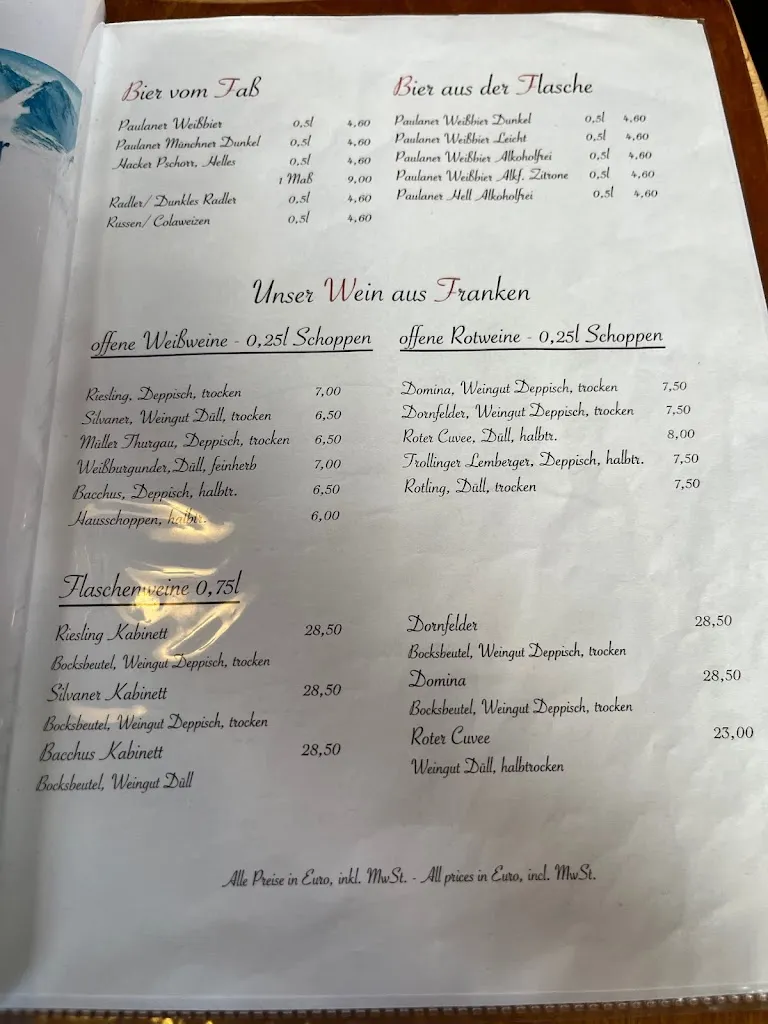 Bier vom Faß
Paulaner Weißbier 0,5l 4,60
Paulaner Münchner Dunkel 0,5l 4,60
Hacker Pschorr, Helles 0,5l 4,60
1 Maß 9,00
Radler/ Dunkles Radler 0,5l 4,60
Russen/ Colaweizen 0,5l 4,60
Bier aus der Flasche
Paulaner Weißbier Dunkel 0,5l 4,60
Paulaner Weißbier Leicht 0,5l 4,60
Paulaner Weißbier Alkoholfrei 0,5l 4,60
Paulaner Weißbier Alkf. Zitrone 0,5l 4,60
Paulaner Hell Alkoholfrei 0,5l 4,60
Unser Wein aus Franken
offene Weißweine - 0,25l Schoppen
Riesling, Deppisch, trocken 7,00
Silvaner, Weingut Düll, trocken 6,50
Müller Thurgau, Deppisch, trocken 6,50
Weißburgunder, Düll, feinherb 7,00
Bacchus, Deppisch, halbtr. 6,50
Hausschoppen, halbtr. 6,00
offene Rotweine - 0,25l Schoppen
Domina, Weingut Deppisch, trocken 7,50
Dornfelder, Weingut Deppisch, trocken 7,50
Roter Cuvee, Düll, halbtr. 8,00
Trollinger Lemberger, Deppisch, halbtr. 7,50
Rotling, Düll, trocken 7,50
Flaschenweine 0,75l
Riesling Kabinett 28,50
Bocksbeutel, Weingut Deppisch, trocken
Silvaner Kabinett 28,50
Bocksbeutel, Weingut Deppisch, trocken
Bacchus Kabinett 28,50
Bocksbeutel, Weingut Düll
Dornfelder 28,50
Bocksbeutel, Weingut Deppisch, trocken
Domina 28,50
Bocksbeutel, Weingut Deppisch, trocken
Roter Cuvee 23,00
Weingut Düll, halbtrocken
Alle Preise in Euro, inkl. MwSt. - All prices in Euro, incl. MwSt.